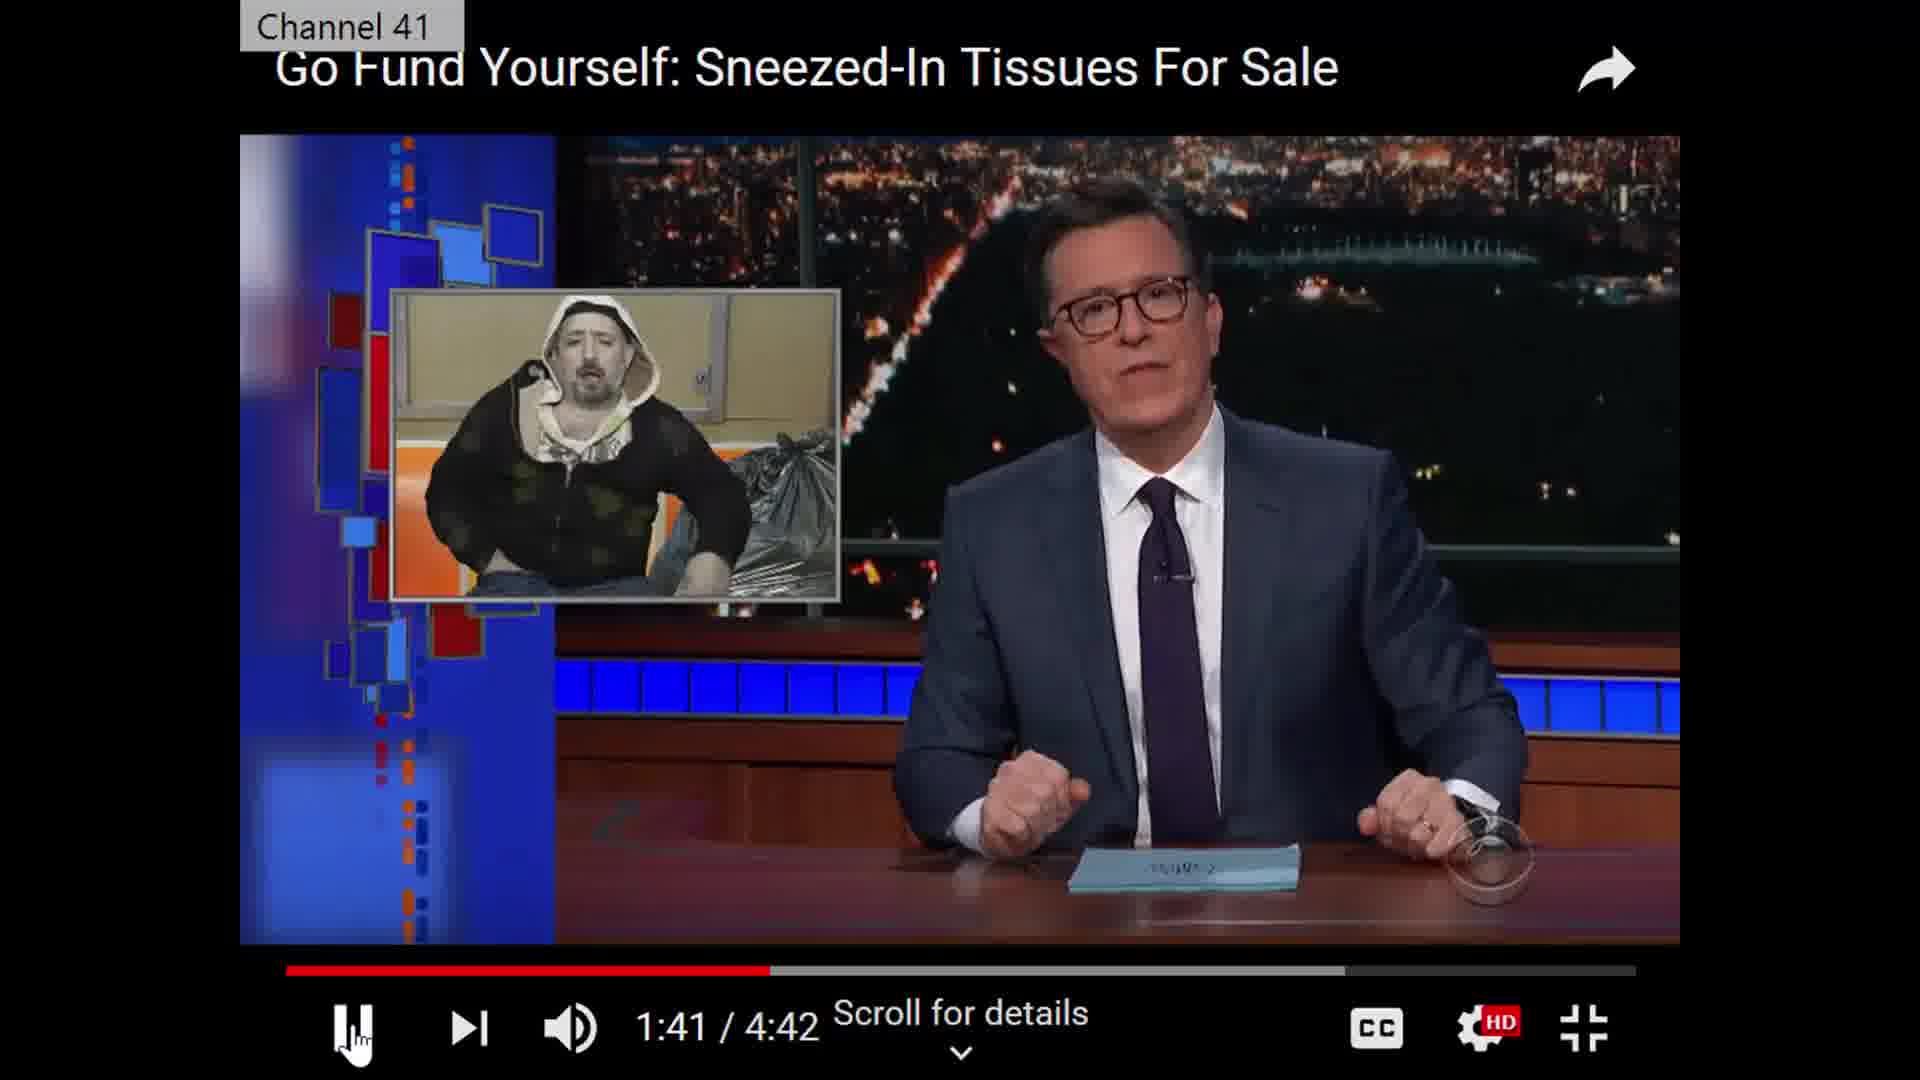 Channel 41
Go Fund Yourself: Sneezed-In Tissues For Sale
1:41 / 4:42
Scroll for details
CC
HD